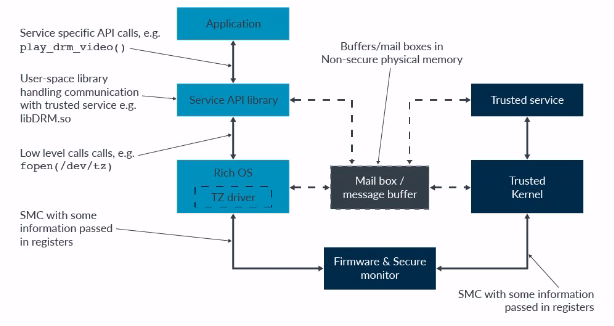 Application
Service specific API calls, e.g.
play_drm_video()
Buffers/mail boxes in
Non-secure physical memory
User-space library
handling communication
with trusted service e.g.
libDRM.so
Service API library
Trusted service
Low level calls calls, e.g.
fopen(/dev/tz)
Rich OS
TZ driver
Mail box /
message buffer
Trusted
Kernel
SMC with some
information passed
in registers
Firmware & Secure
monitor
SMC with some information
passed in registers